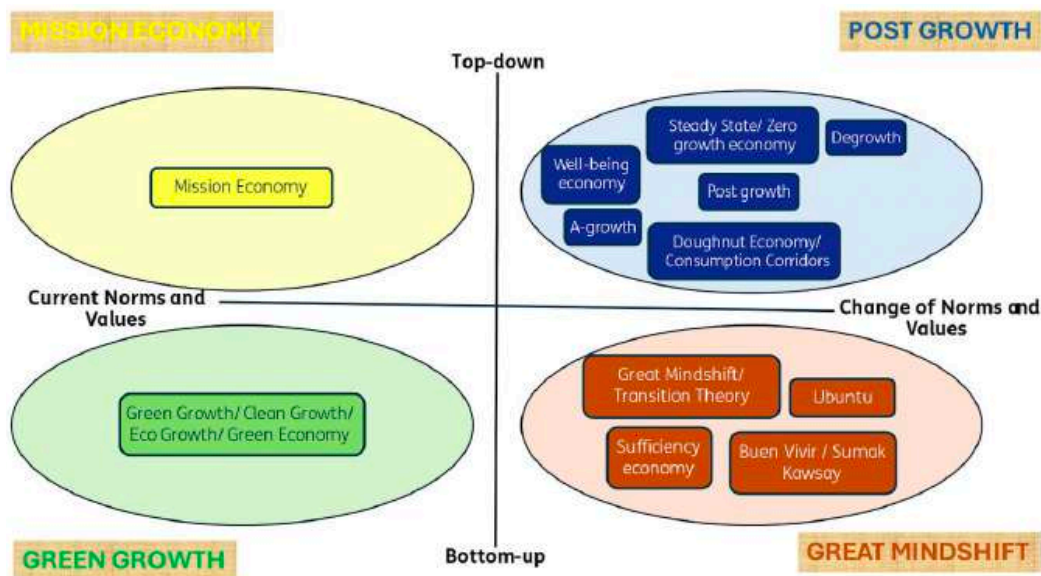 MISSION ECONOMY
POST GROWTH
Top-down
Steady State/ Zero
growth economy
Degrowth
Well-being
economy
Mission Economy
Post growth
A-growth
Doughnut Economy/
Consumption Corridors
Current Norms and
Values
Change of Norms and
Values
Great Mindshift/
Transition Theory
Ubuntu
Green Growth/ Clean Growth/
Eco Growth/ Green Economy
Sufficiency
economy
Buen Vivir / Sumak
Kawsay
Bottom-up
GREEN GROWTH
GREAT MINDSHIFT